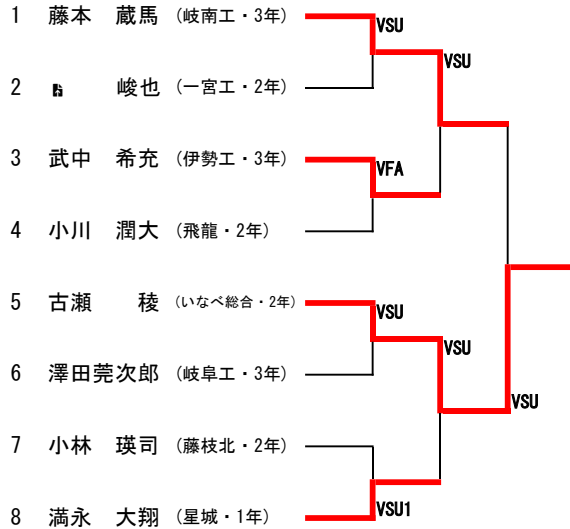 1 藤本 蔵馬 (岐南工・3年)
VSU
VSU
2 峻也 (一宮工・2年)
3 武中 希充 (伊勢工・3年)
VFA
4 小川 潤大 (飛龍・2年)
5 古瀬 稜 (いなべ総合・2年)
VSU
VSU
6 澤田莞次郎 (岐阜工・3年)
VSU
7 小林 瑛司 (藤枝北・2年)
8 満永 大翔 (星城・1年)
VSU1